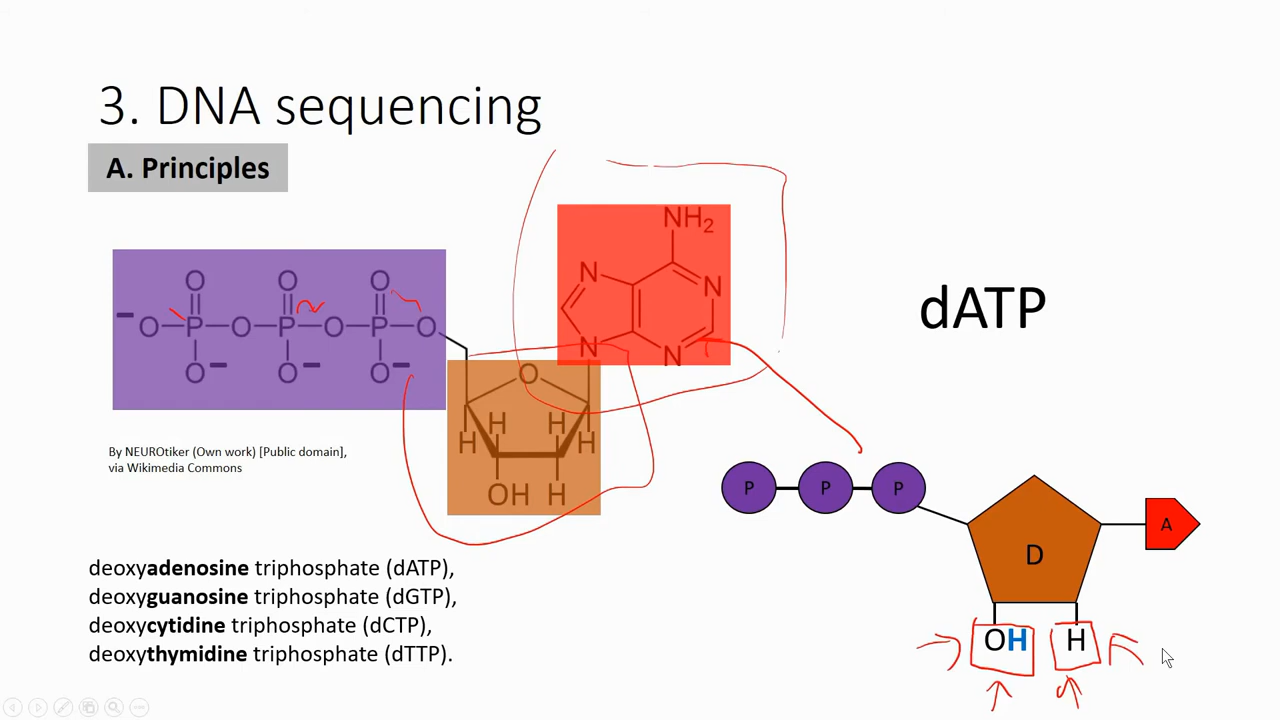 3. DNA sequencing
A. Principles
NH2
O O O N N
dATP
- O P O P O P O N N
O- O- O- O
H H
H H
OH H
By NEUROtiker (Own work) [Public domain],
via Wikimedia Commons
P P P
A
D
deoxyadenosine triphosphate (dATP),
deoxyguanosine triphosphate (dGTP),
deoxycytidine triphosphate (dCTP),
deoxythymidine triphosphate (dTTP).
OH H